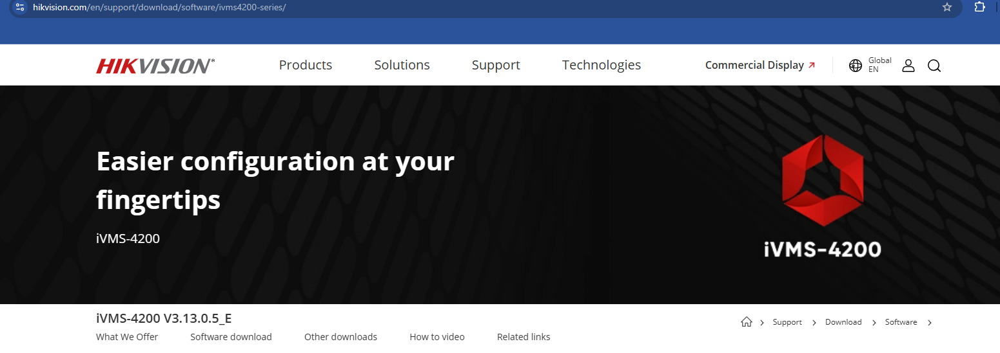 hikvision.com/en/support/download/software/ivms4200-series/
HIKVISION®
Products
Solutions
Support
Technologies
Commercial Display
Global
EN
Easier configuration at your
fingertips
iVMS-4200
iVMS-4200
iVMS-4200 V3.13.0.5_E
Support
Download
Software
What We Offer
Software download
Other downloads
How to video
Related links